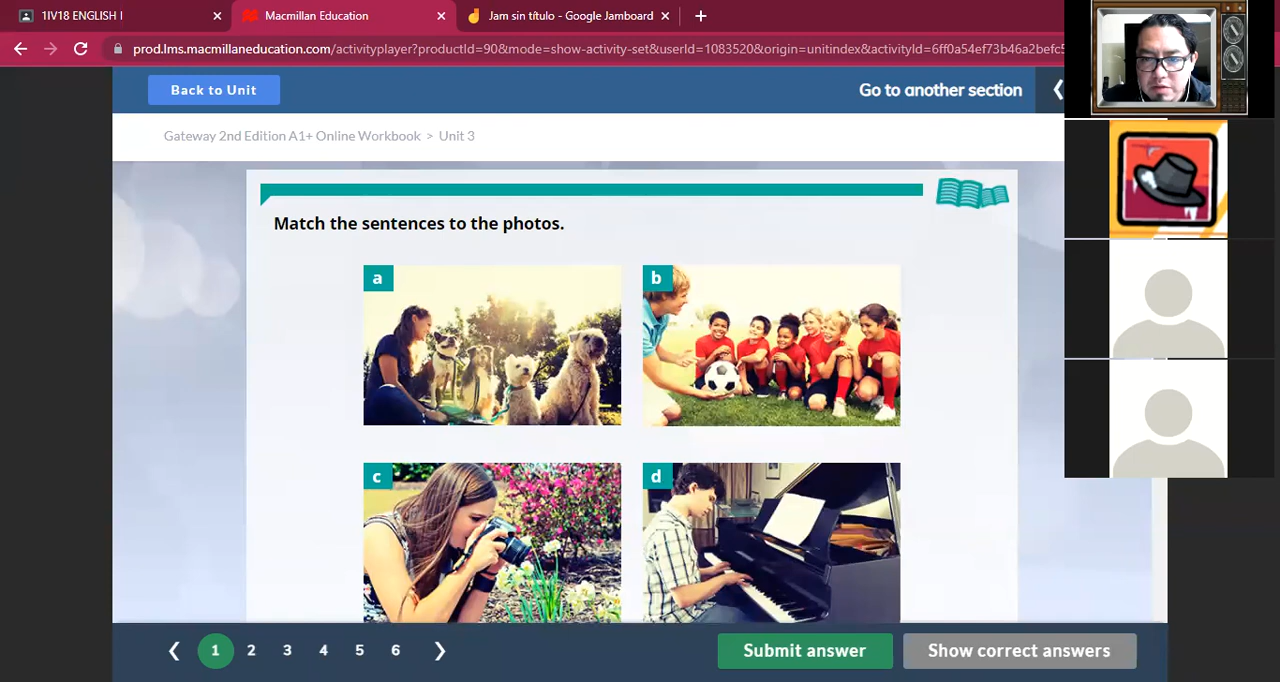 1IV18 ENGLISH I
Macmillan Education
Jam sin título - Google Jamboard
prod.lms.macmillaneducation.com/activityplayer?productId=90&mode=show-activity-set&userId=1083520&origin=unitindex&activityId=6ff0a54ef73b46a2befc5
Back to Unit
Go to another section
Gateway 2nd Edition A1+ Online Workbook > Unit 3
Match the sentences to the photos.
a
b
c
d
1 2 3 4 5 6
Submit answer
Show correct answers